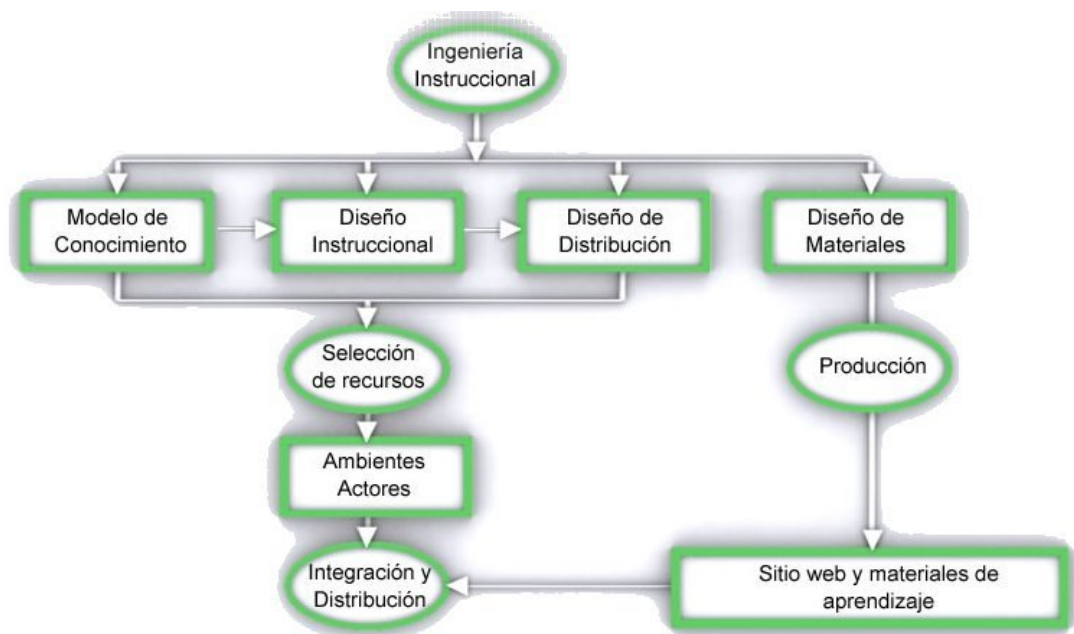 Ingeniería
Instruccional
Modelo de
Conocimiento
Diseño
Instruccional
Diseño de
Distribución
Diseño de
Materiales
Selección
de recursos
Producción
Ambientes
Actores
Integración y
Distribución
Sitio web y materiales de
aprendizaje